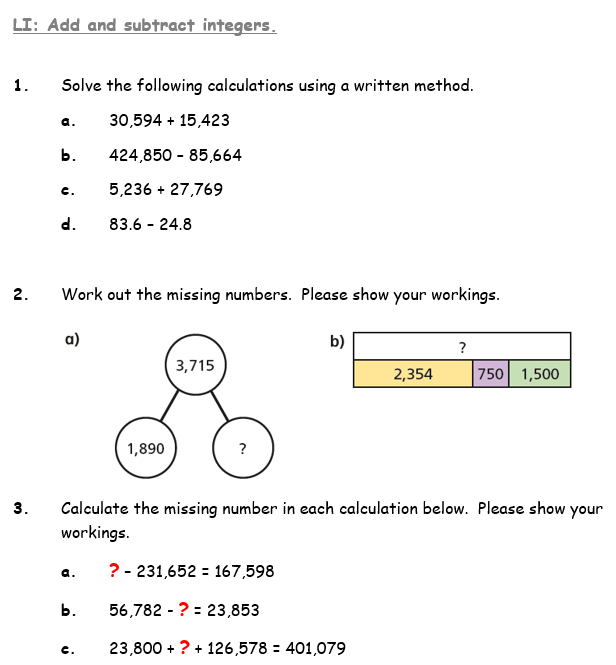 LI: Add and subtract integers.
1. Solve the following calculations using a written method.
a. 30,594 + 15,423
b. 424,850 – 85,664
c. 5,236 + 27,769
d. 83.6 – 24.8
2. Work out the missing numbers.  Please show your workings.
a)
3,715
1,890 ?
b)
?
2,354 750 1,500
3. Calculate the missing number in each calculation below.  Please show your
workings.
a. ? – 231,652 = 167,598
b. 56,782 - ? = 23,853
c. 23,800 + ? + 126,578 = 401,079